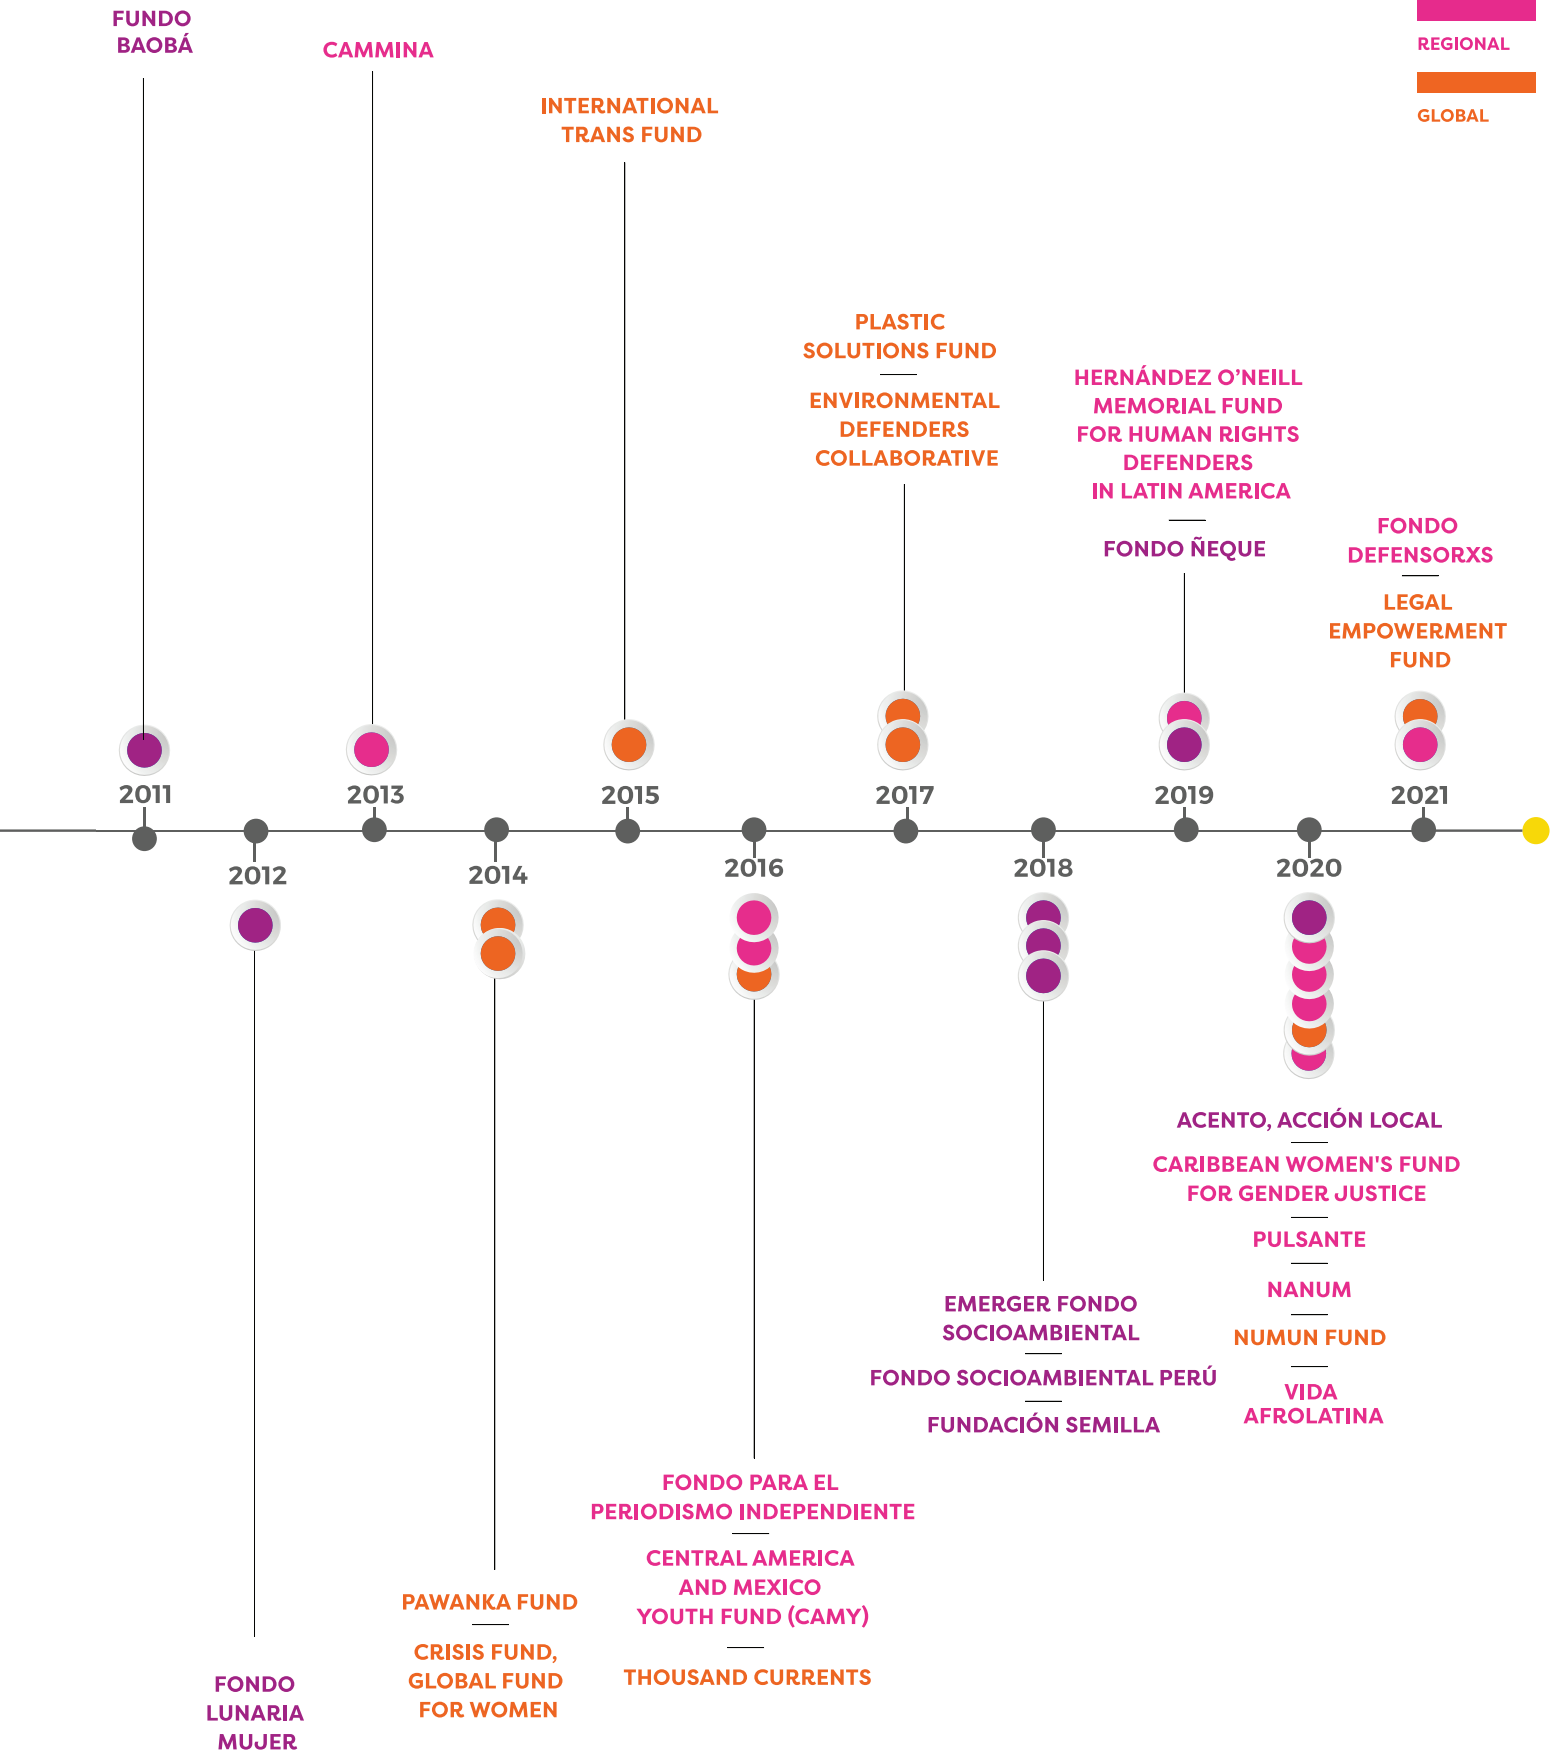 FUNDO
BAOBÁ
CAMMINA
INTERNATIONAL
TRANS FUND
REGIONAL
GLOBAL
PLASTIC
SOLUTIONS FUND
ENVIRONMENTAL
DEFENDERS
COLLABORATIVE
HERNÁNDEZ O’NEILL
MEMORIAL FUND
FOR HUMAN RIGHTS
DEFENDERS
IN LATIN AMERICA
FONDO ÑEQUE
FONDO
DEFENSORXS
LEGAL
EMPOWERMENT
FUND
2011
2013
2015
2017
2019
2021
2012
2014
2016
2018
2020
ACENTO, ACCIÓN LOCAL
CARIBBEAN WOMEN'S FUND
FOR GENDER JUSTICE
PULSANTE
NANUM
NUMUN FUND
VIDA
AFROLATINA
EMERGER FONDO
SOCIOAMBIENTAL
FONDO SOCIOAMBIENTAL PERÚ
FUNDACIÓN SEMILLA
FONDO PARA EL
PERIODISMO INDEPENDIENTE
CENTRAL AMERICA
AND MEXICO
YOUTH FUND (CAMY)
THOUSAND CURRENTS
PAWANKA FUND
CRISIS FUND,
GLOBAL FUND
FOR WOMEN
FONDO
LUNARIA
MUJER